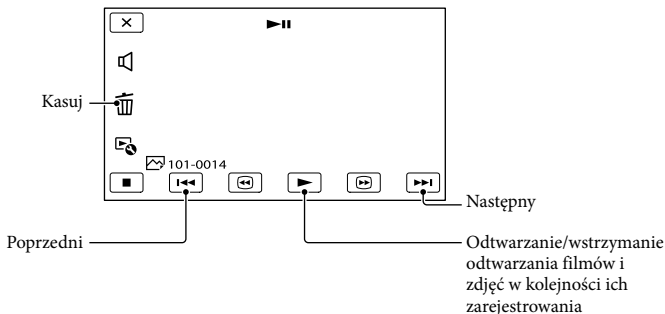 Kasuj
101-0014
Następny
Poprzedni
Odtwarzanie/wstrzymanie
odtwarzania filmów i
zdjęć w kolejności ich
zarejestrowania